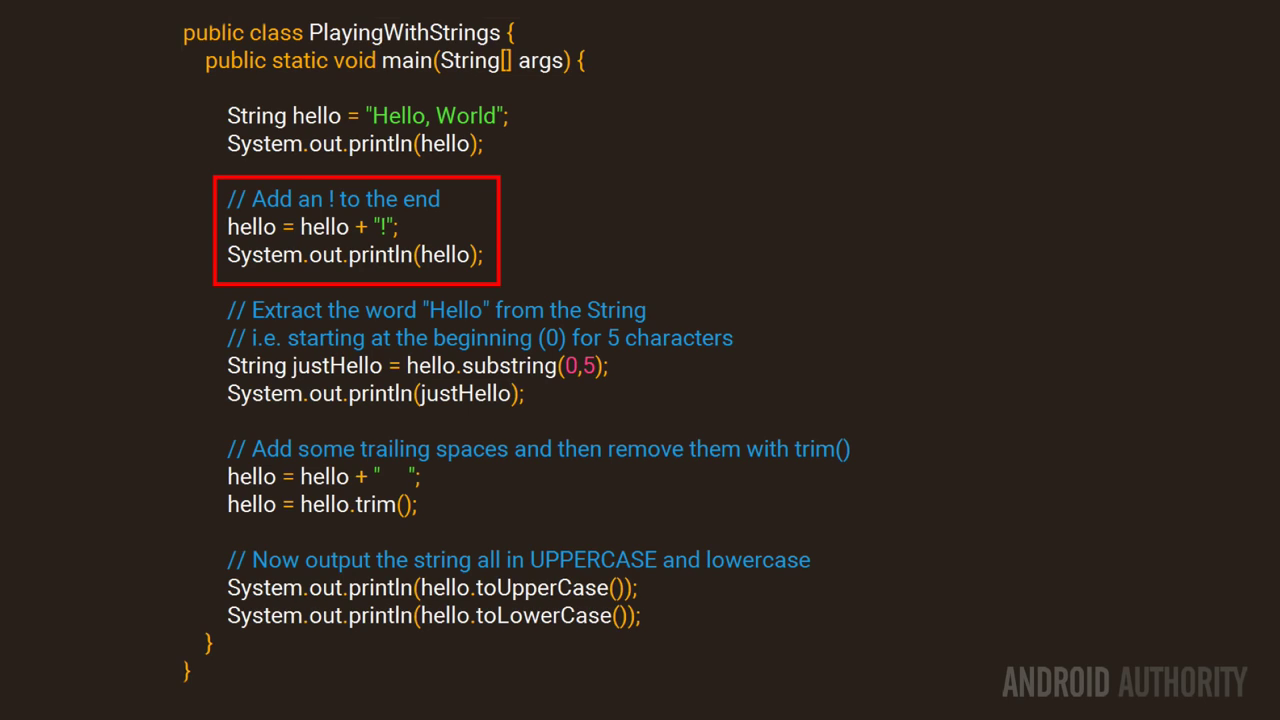 public class PlayingWithStrings {
public static void main(String[] args) {
String hello = "Hello, World";
System.out.println(hello);
// Add an ! to the end
hello = hello + "!";
System.out.println(hello);
// Extract the word "Hello" from the String
// i.e. starting at the beginning (0) for 5 characters
String justHello = hello.substring(0,5);
System.out.println(justHello);
// Add some trailing spaces and then remove them with trim()
hello = hello + "    ";
hello = hello.trim();
// Now output the string all in UPPERCASE and lowercase
System.out.println(hello.toUpperCase());
System.out.println(hello.toLowerCase());
}
}
ANDROID AUTHORITY